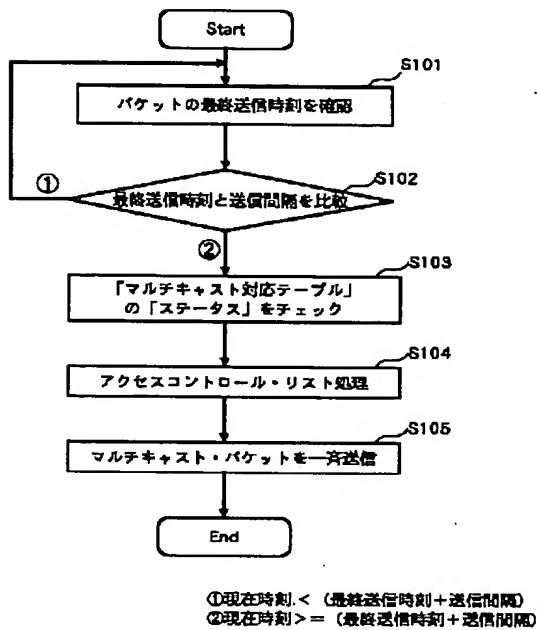 Start
S101
パケットの最終送信時刻を確認
①
S102
最終送信時刻と送信間隔を比較
②
S103
「マルチキャスト対応テーブル」
の「ステータス」をチェック
S104
アクセスコントロール・リスト処理
S105
マルチキャスト・パケットを一斉送信
End
①現在時刻 < (最終送信時刻+送信間隔)
②現在時刻>= (最終送信時刻+送信間隔)